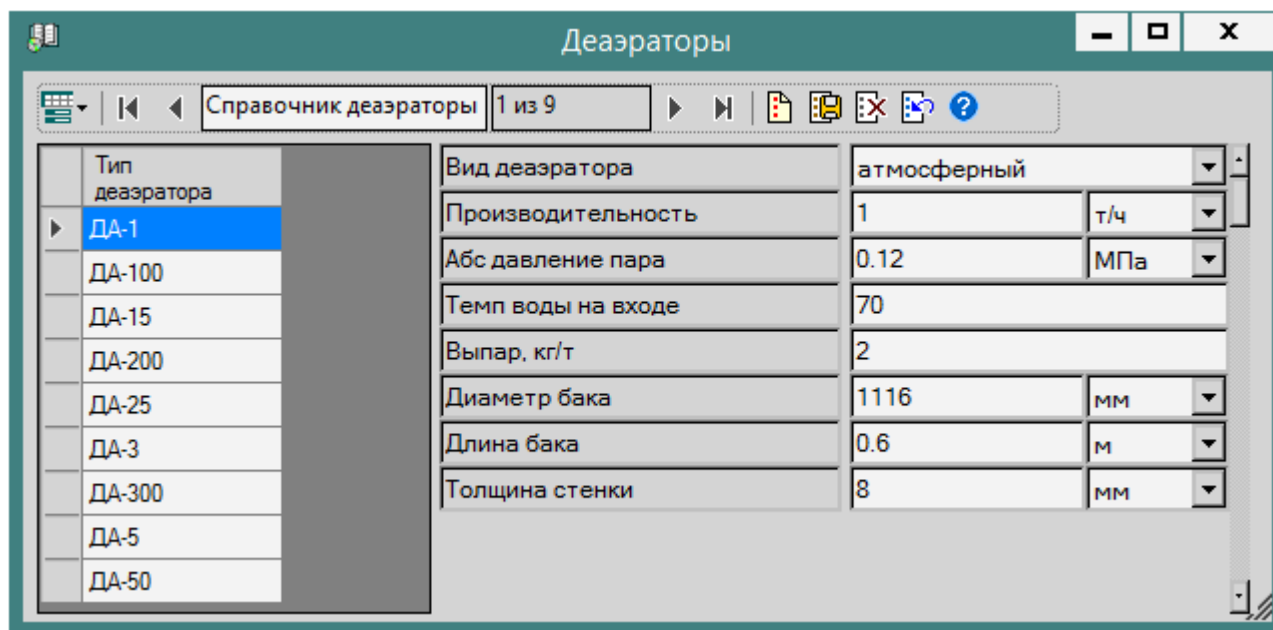 Деаэраторы
Справочник деаэраторы 1 из 9
Тип
деаэратора
ДА-1
ДА-100
ДА-15
ДА-200
ДА-25
ДА-3
ДА-300
ДА-5
ДА-50
Вид деаэратора атмосферный
Производительность 1 т/ч
Абс давление пара 0.12 МПа
Темп воды на входе 70
Выпар, кг/т 2
Диаметр бака 1116 мм
Длина бака 0.6 м
Толщина стенки 8 мм